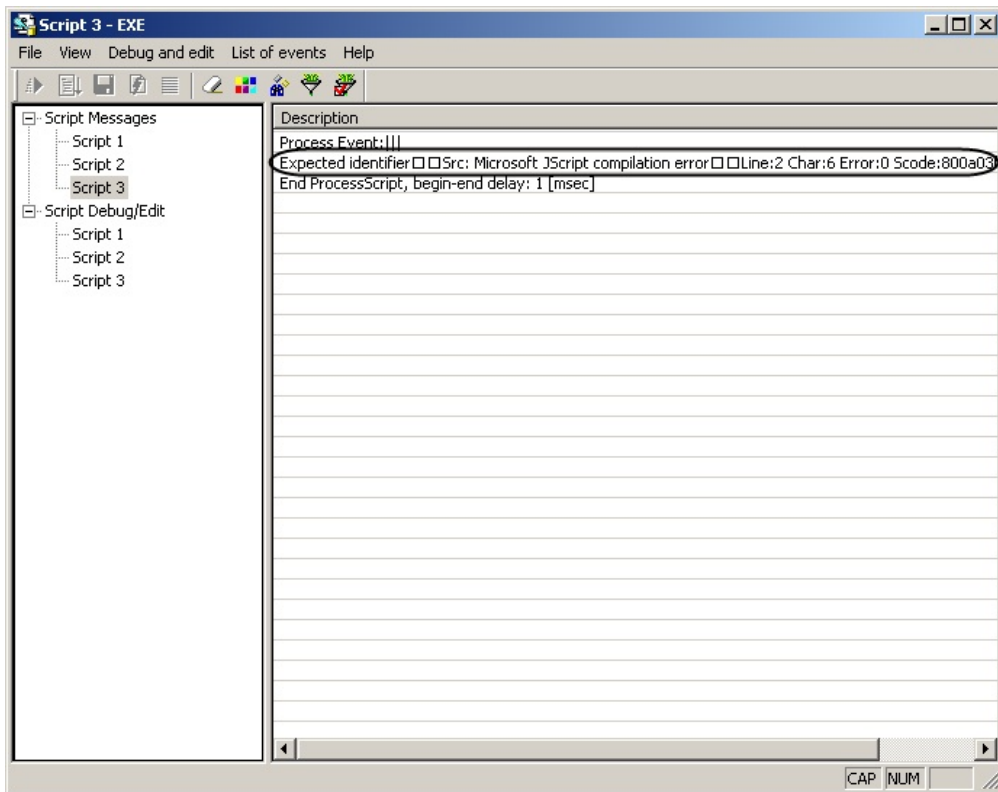 Script 3 - EXE
File View Debug and edit List of events Help
Script Messages
Script 1
Script 2
Script 3
Script Debug/Edit
Script 1
Script 2
Script 3
Description
Process Event:|||
Expected identifier□□Src: Microsoft JScript compilation error□□Line:2 Char:6 Error:0 Scode:800a03
End ProcessScript, begin-end delay: 1 [msec]
CAP NUM